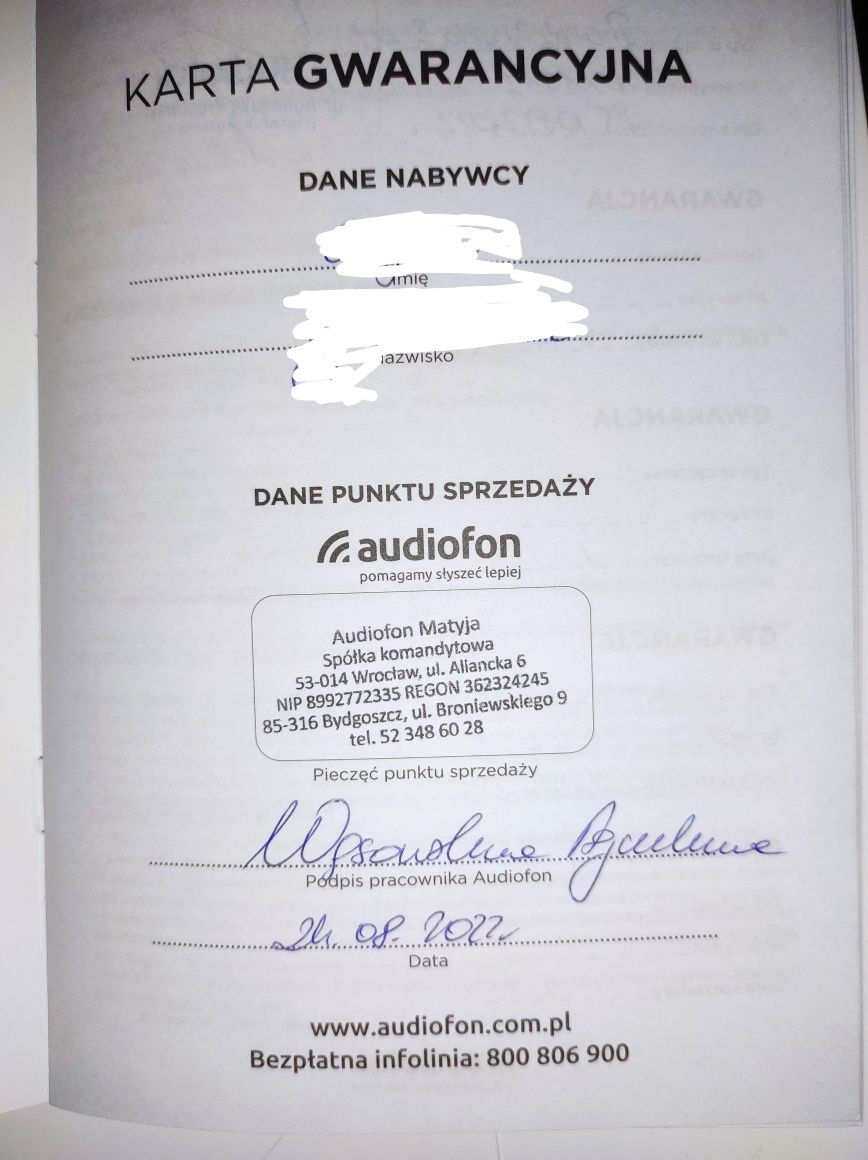 KARTA GWARANCYJNA
DANE NABYWCY
Imię
nazwisko
DANE PUNKTU SPRZEDAŻY
audiofon
pomagamy słyszeć lepiej
Audiofon Matyja
Spółka komandytowa
53-014 Wrocław, ul. Aliancka 6
NIP 8992772335 REGON 362324245
85-316 Bydgoszcz, ul. Broniewskiego 9
tel. 52 348 60 28
Pieczęć punktu sprzedaży
Podpis pracownika Audiofon
24.08.2022
Data
www.audiofon.com.pl
Bezpłatna infolinia: 800 806 900